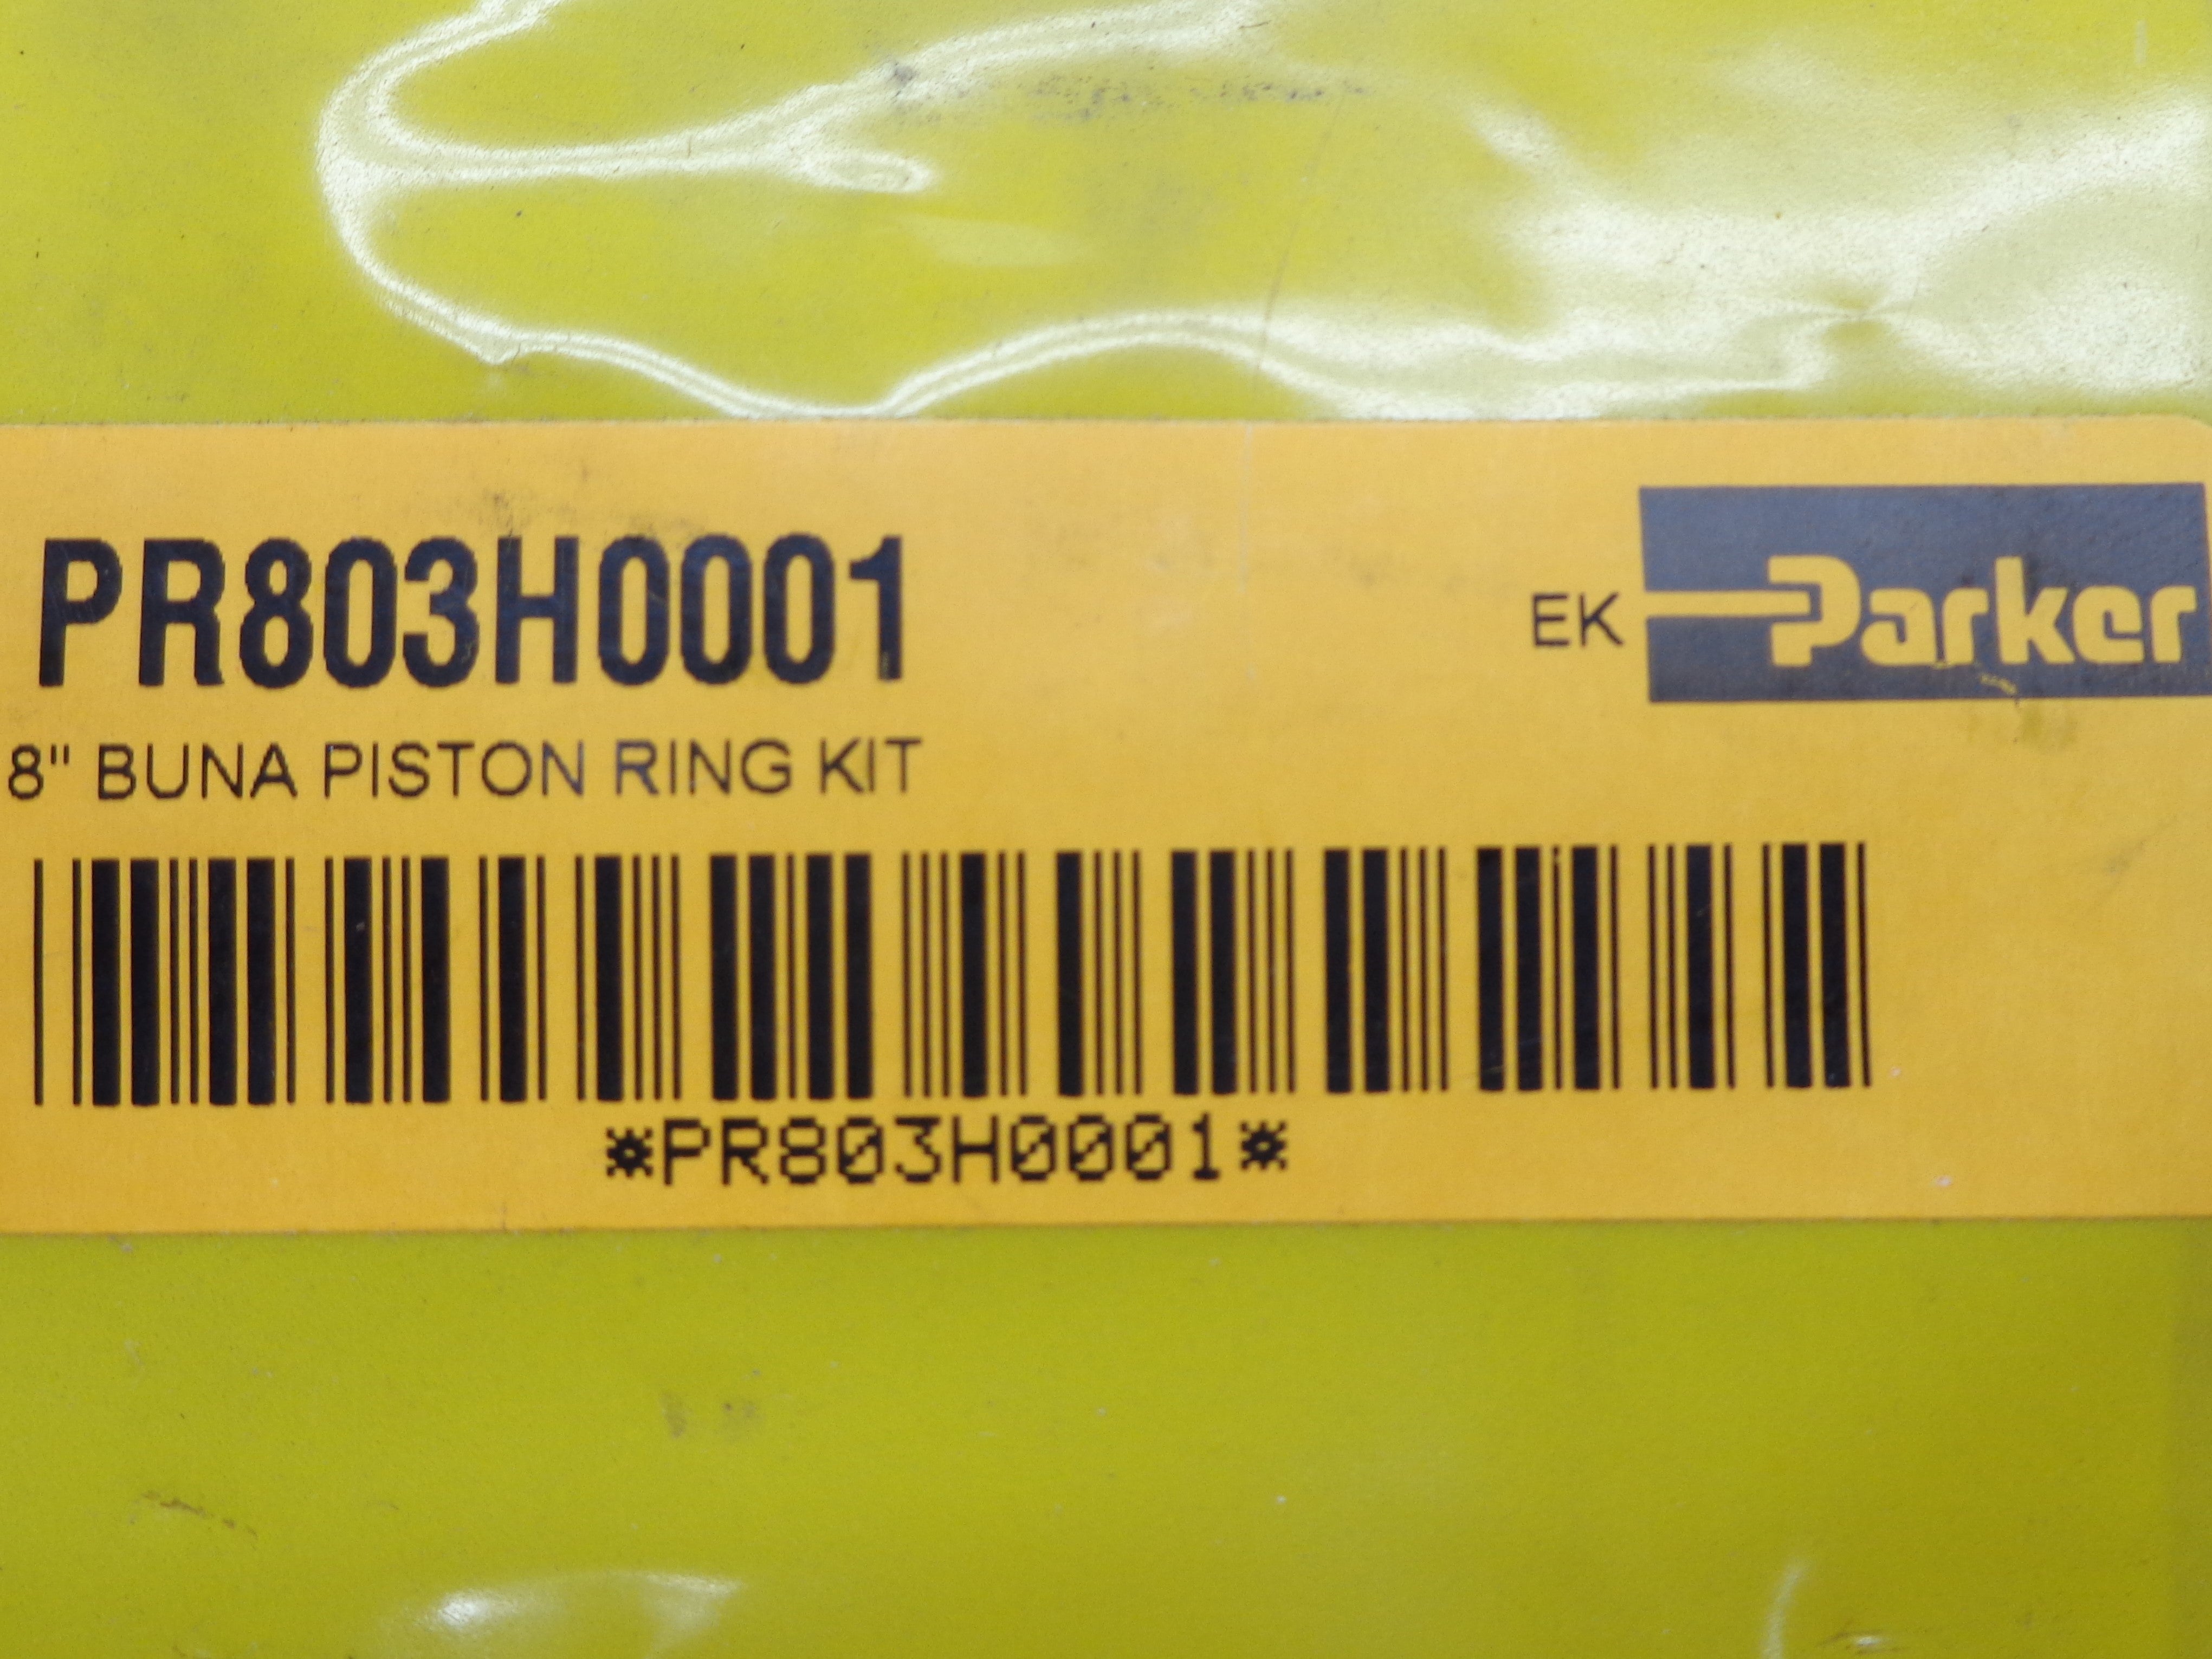 PR803H0001
EK Parker
8" BUNA PISTON RING KIT
*PR803H0001*